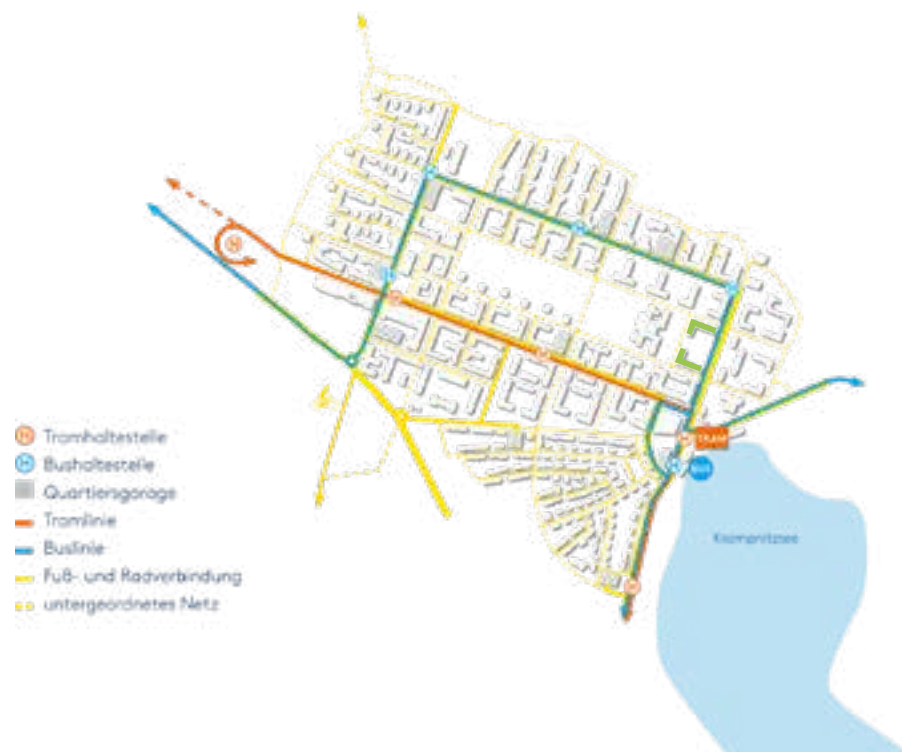 TRAM
BUS
Krampnitzsee
Tramhaltestelle
Bushaltestelle
Quartiersgarage
Tramlinie
Buslinie
Fuß- und Radverbindung
untergeordnetes Netz